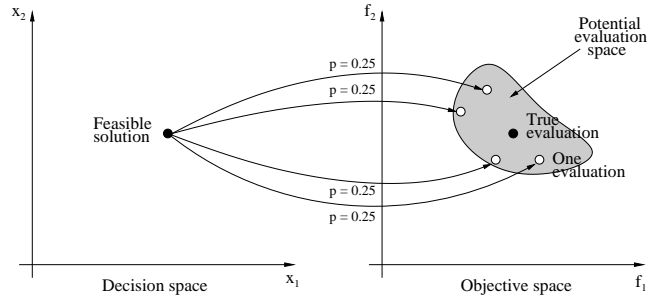 x2
f2
Potential
evaluation
space
p = 0.25
p = 0.25
Feasible
solution
True
evaluation
One
evaluation
p = 0.25
p = 0.25
Decision space
x1
Objective space
f1